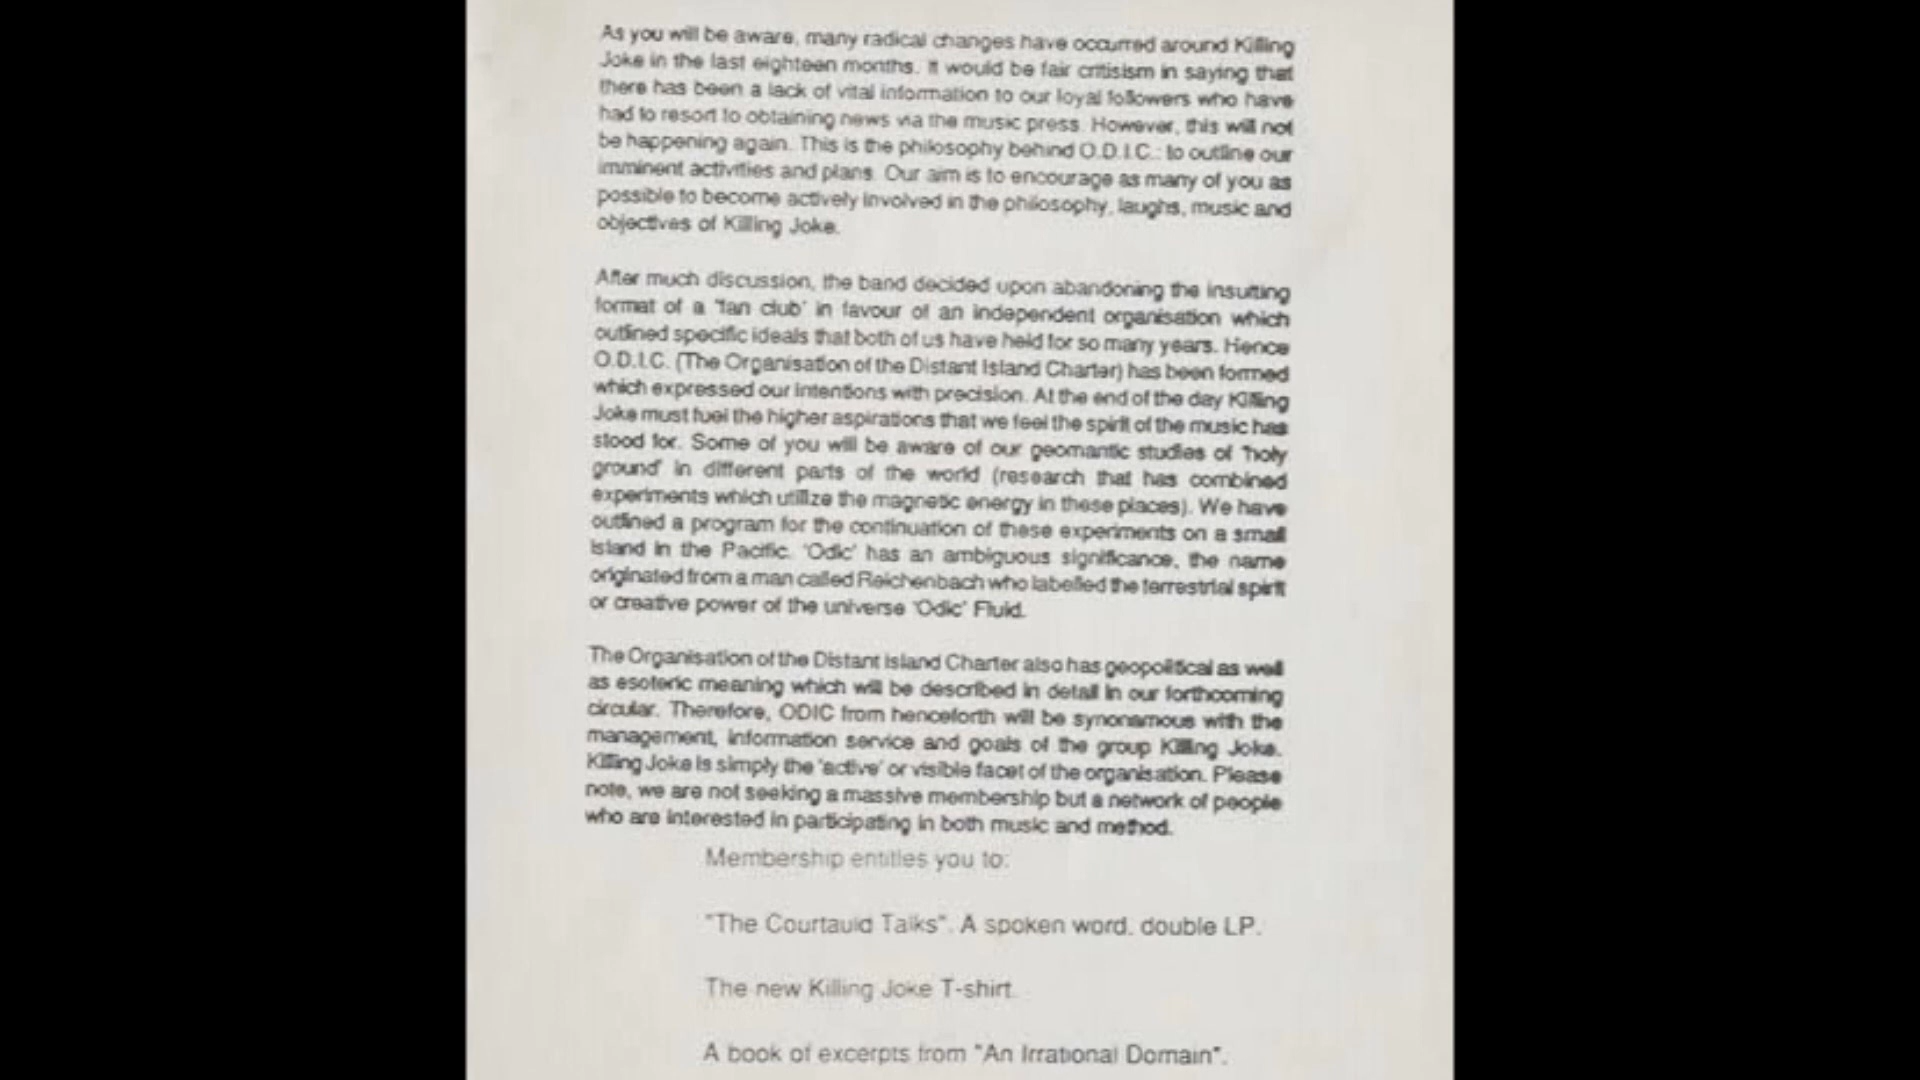 As you will be aware, many radical changes have occurred around Killing
Joke in the last eighteen months. It would be fair critisism in saying that
there has been a lack of vital information to our loyal followers who have
had to resort to obtaining news via the music press. However, this will not
be happening again. This is the philosophy behind O.D.I.C.: to outline our
imminent activities and plans. Our aim is to encourage as many of you as
possible to become actively involved in the philosophy, laughs, music and
objectives of Killing Joke.
After much discussion, the band decided upon abandoning the insulting
format of a 'fan club' in favour of an independent organisation which
outlined specific ideals that both of us have held for so many years. Hence
O.D.I.C. (The Organisation of the Distant Island Charter) has been formed
which expressed our intentions with precision. At the end of the day Killing
Joke must fuel the higher aspirations that we feel the spirit of the music has
stood for. Some of you will be aware of our geomantic studies of 'holy
ground' in different parts of the world (research that has combined
experiments which utilize the magnetic energy in these places). We have
outlined a program for the continuation of these experiments on a small
island in the Pacific. 'Odic' has an ambiguous significance, the name
originated from a man called Reichenbach who labelled the terrestrial spirit
or creative power of the universe 'Odic' Fluid.
The Organisation of the Distant Island Charter also has geopolitical as well
as esoteric meaning which will be described in detail in our forthcoming
circular. Therefore, ODIC from henceforth will be synonamous with the
management, information service and goals of the group Killing Joke.
Killing Joke is simply the 'active' or visible facet of the organisation. Please
note, we are not seeking a massive membership but a network of people
who are interested in participating in both music and method.
Membership entitles you to:
"The Courtauld Talks". A spoken word, double LP.
The new Killing Joke T-shirt.
A book of excerpts from "An Irrational Domain".